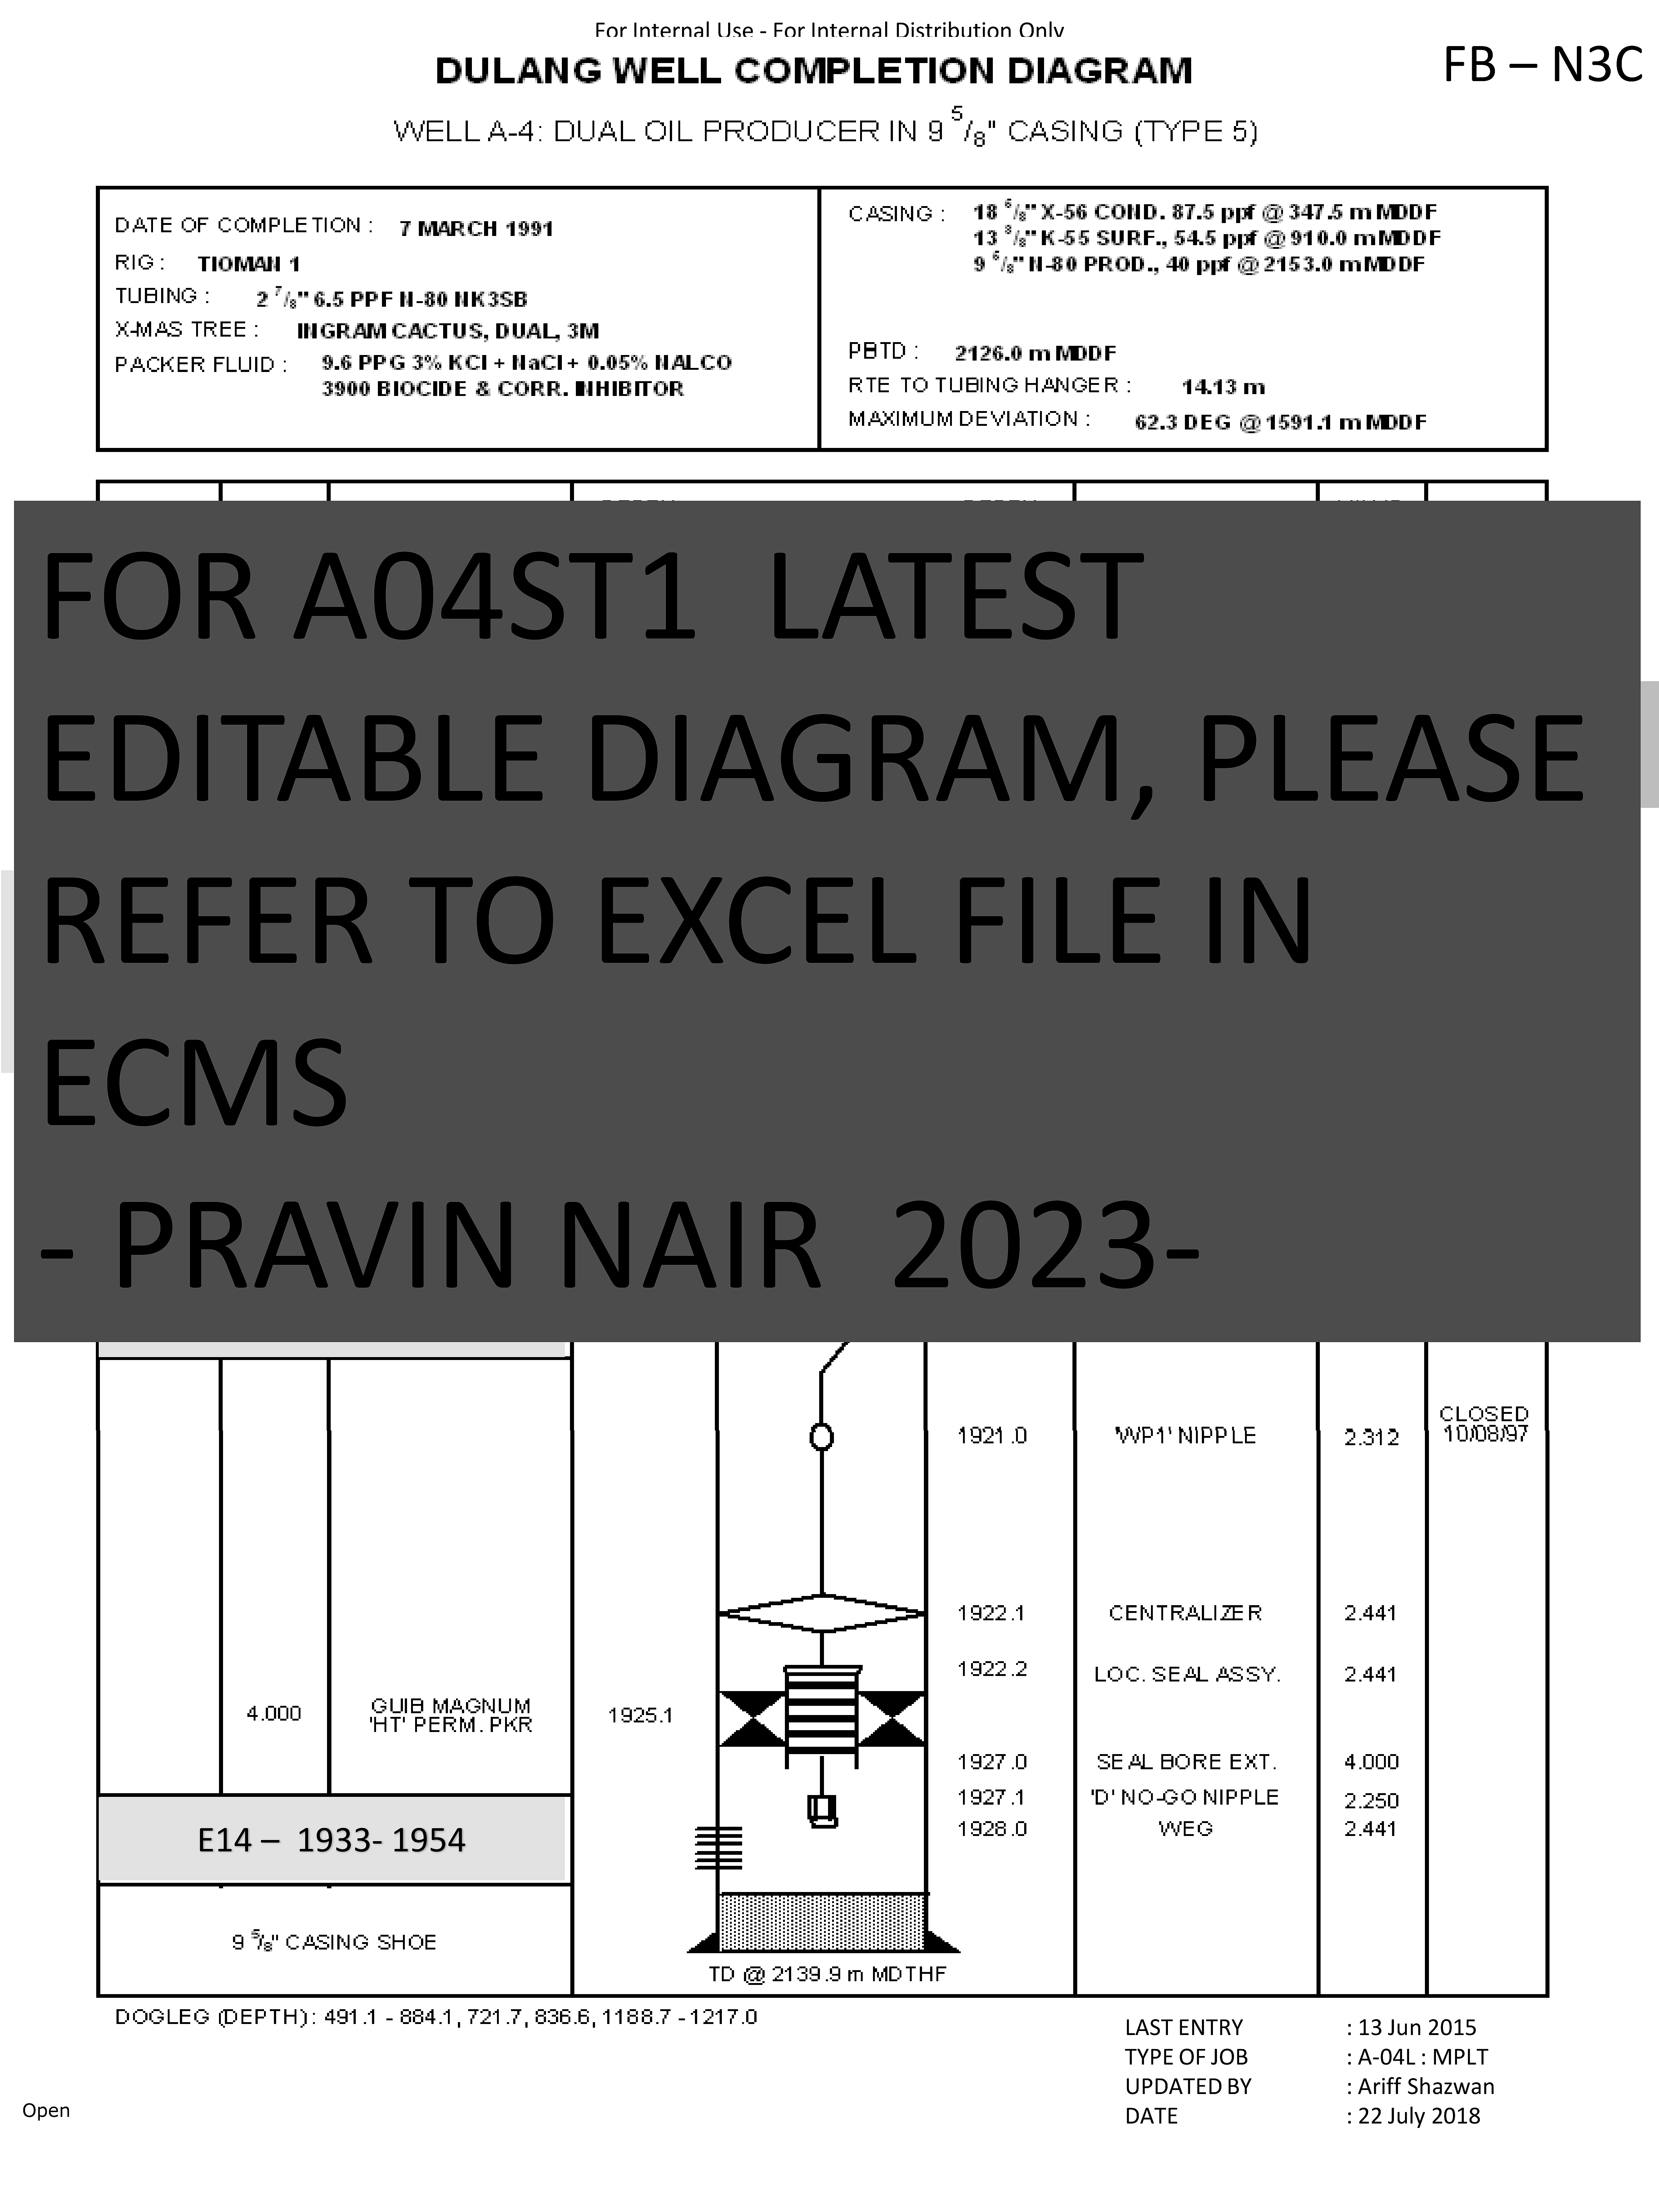 For Internal Use - For Internal Distribution Only
DULANG WELL COMPLETION DIAGRAM
FB – N3C
WELL A-4: DUAL OIL PRODUCER IN 9 5/8" CASING (TYPE 5)
DATE OF COMPLETION : 7 MARCH 1991
RIG : TIOMAN 1
TUBING : 2 7/8" 6.5 PPF N-80 NK3SB
X-MAS TREE : INGRAM CACTUS, DUAL, 3M
PACKER FLUID : 9.6 PPG 3% KCl + NaCl + 0.05% NALCO
3900 BIOCIDE & CORR. INHIBITOR
CASING : 18 5/8" X-56 COND. 87.5 ppf @ 347.5 m MDDF
13 3/8" K-55 SURF., 54.5 ppf @ 910.0 m MDDF
9 5/8" N-80 PROD., 40 ppf @ 2153.0 m MDDF
PBTD : 2126.0 m MDDF
RTE TO TUBING HANGER : 14.13 m
MAXIMUM DEVIATION : 62.3 DEG @ 1591.1 m MDDF
FOR A04ST1 LATEST
EDITABLE DIAGRAM, PLEASE
REFER TO EXCEL FILE IN
ECMS
- PRAVIN NAIR 2023-
CLOSED
1921.0 'WP1' NIPPLE 2.312 10/08/97
1922.1 CENTRALIZER 2.441
1922.2 LOC. SEAL ASSY. 2.441
4.000 GUIB MAGNUM 1925.1
'HT' PERM. PKR
1927.0 SEAL BORE EXT. 4.000
1927.1 'D' NO-GO NIPPLE 2.250
1928.0 WEG 2.441
E14 – 1933- 1954
9 5/8" CASING SHOE
TD @ 2139.9 m MDTHF
DOGLEG (DEPTH) : 491.1 - 884.1, 721.7, 836.6, 1188.7 - 1217.0
LAST ENTRY : 13 Jun 2015
TYPE OF JOB : A-04L : MPLT
UPDATED BY : Ariff Shazwan
DATE : 22 July 2018
Open